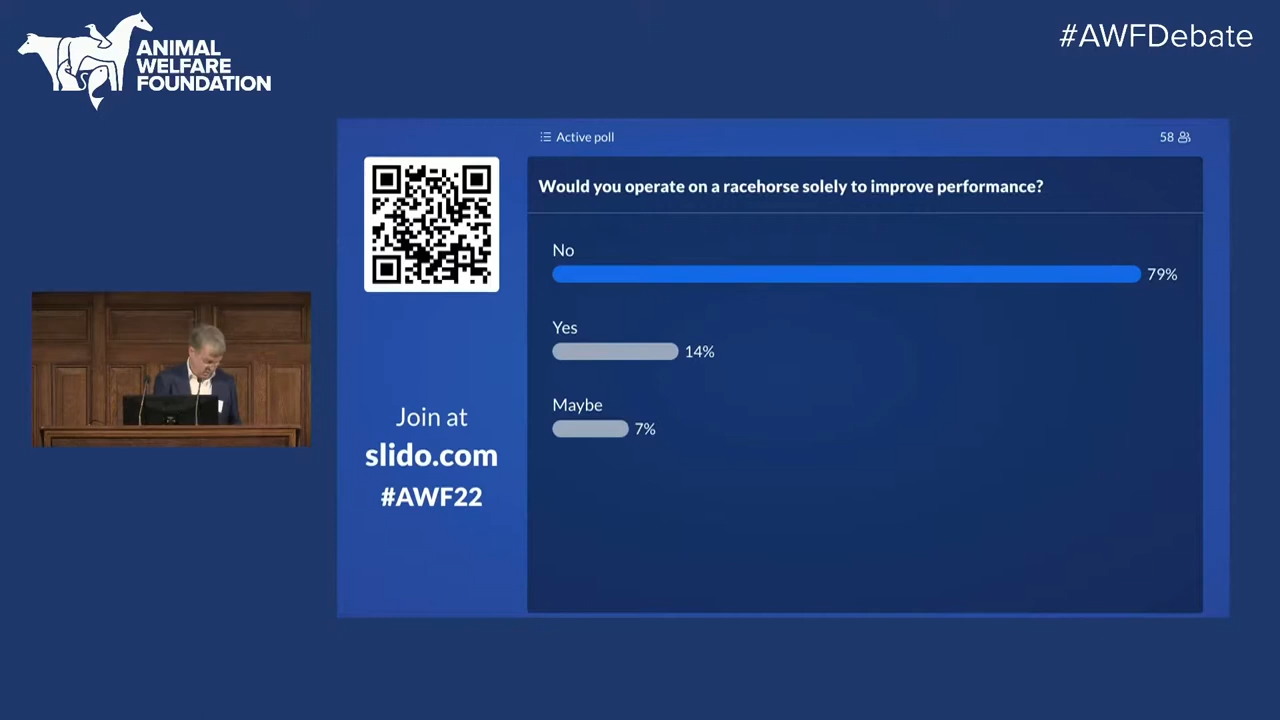 ANIMAL
WELFARE
FOUNDATION
#AWFDebate
Active poll
58
Would you operate on a racehorse solely to improve performance?
No
79%
Yes
14%
Maybe
7%
Join at
slido.com
#AWF22